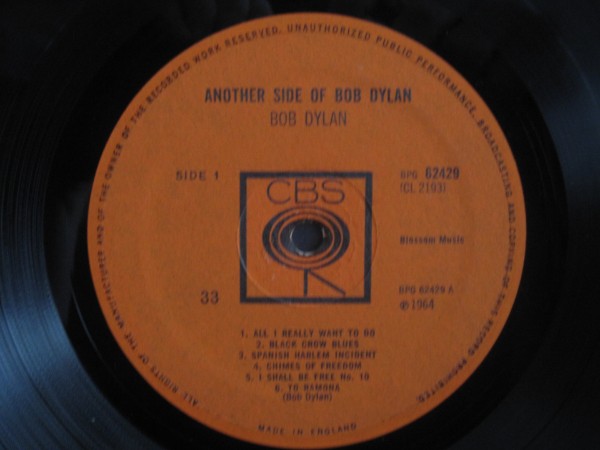 ALL RIGHTS OF THE MANUFACTURER AND OF THE OWNER OF THE RECORDED WORK RESERVED. UNAUTHORIZED PUBLIC PERFORMANCE, BROADCASTING AND COPYING OF THIS RECORD PROHIBITED.
ANOTHER SIDE OF BOB DYLAN
BOB DYLAN
SIDE 1
BPG 62429
(CL 2193)
CBS
Blossom Music
33
BPG 62429 A
℗ 1964
1. ALL I REALLY WANT TO DO
2. BLACK CROW BLUES
3. SPANISH HARLEM INCIDENT
4. CHIMES OF FREEDOM
5. I SHALL BE FREE No. 10
6. TO RAMONA
(Bob Dylan)
MADE IN ENGLAND